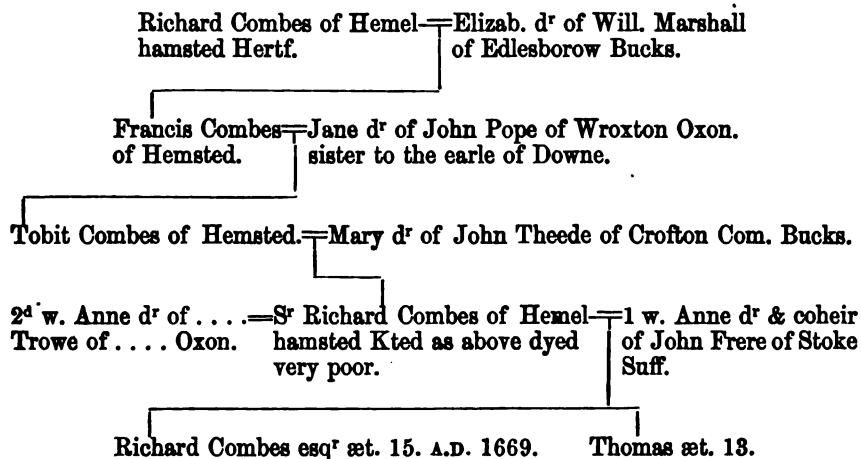 Richard Combes of Hemel-=Elizab. dʳ of Will. Marshall
hamsted Hertf. of Edlesborow Bucks.
Francis Combes=Jane dʳ of John Pope of Wroxton Oxon.
of Hemsted. sister to the earle of Downe.
Tobit Combes of Hemsted.=Mary dʳ of John Theede of Crofton Com. Bucks.
2ᵈ w. Anne dʳ of . . . .=Sʳ Richard Combes of Hemel-=1 w. Anne dʳ & coheir
Trowe of . . . . Oxon. hamsted Kted as above dyed of John Frere of Stoke
very poor. Suff.
Richard Combes esqʳ æt. 15. A.D. 1669. Thomas æt. 13.